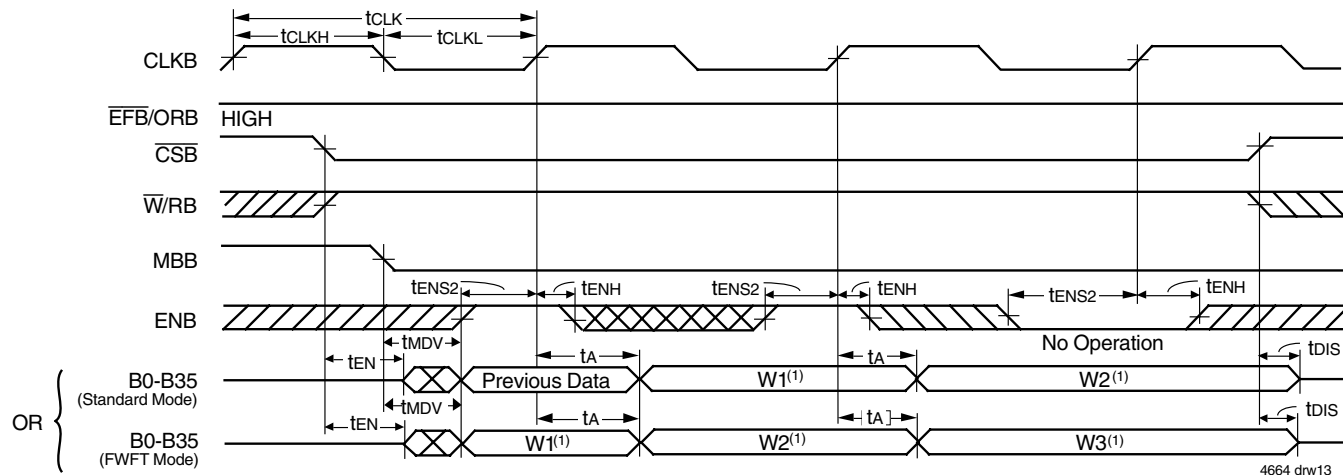 tCLK
tCLKH tCLKL
CLKB
EFB/ORB HIGH
CSB
W/RB
MBB
tENS2 tENH tENS2 tENH tENS2 tENH
ENB
No Operation
tMDV
tEN tA tA tDIS
B0-B35 Previous Data W1(1) W2(1)
(Standard Mode)
OR
tMDV
tEN tA tA] tDIS
B0-B35 W1(1) W2(1) W3(1)
(FWFT Mode)
4664 drw13